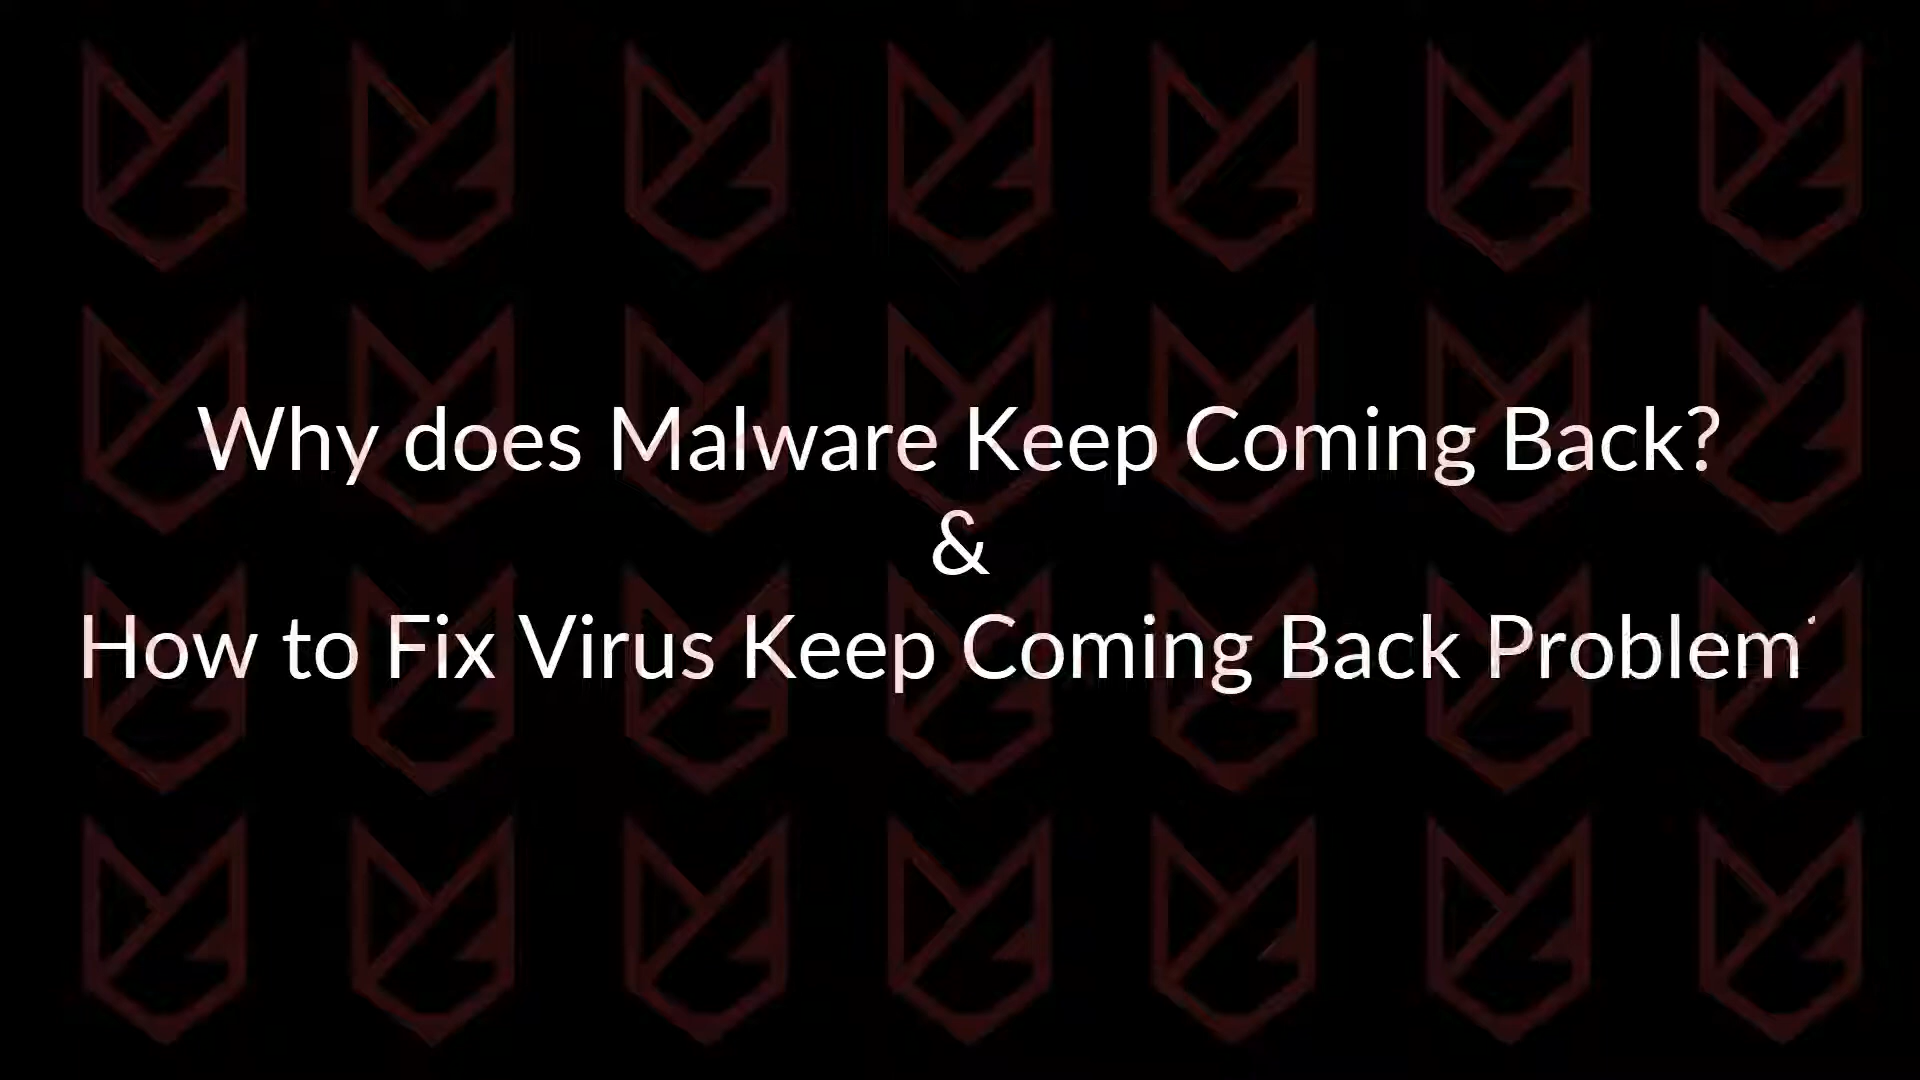 Why does Malware Keep Coming Back?
&
How to Fix Virus Keep Coming Back Problem